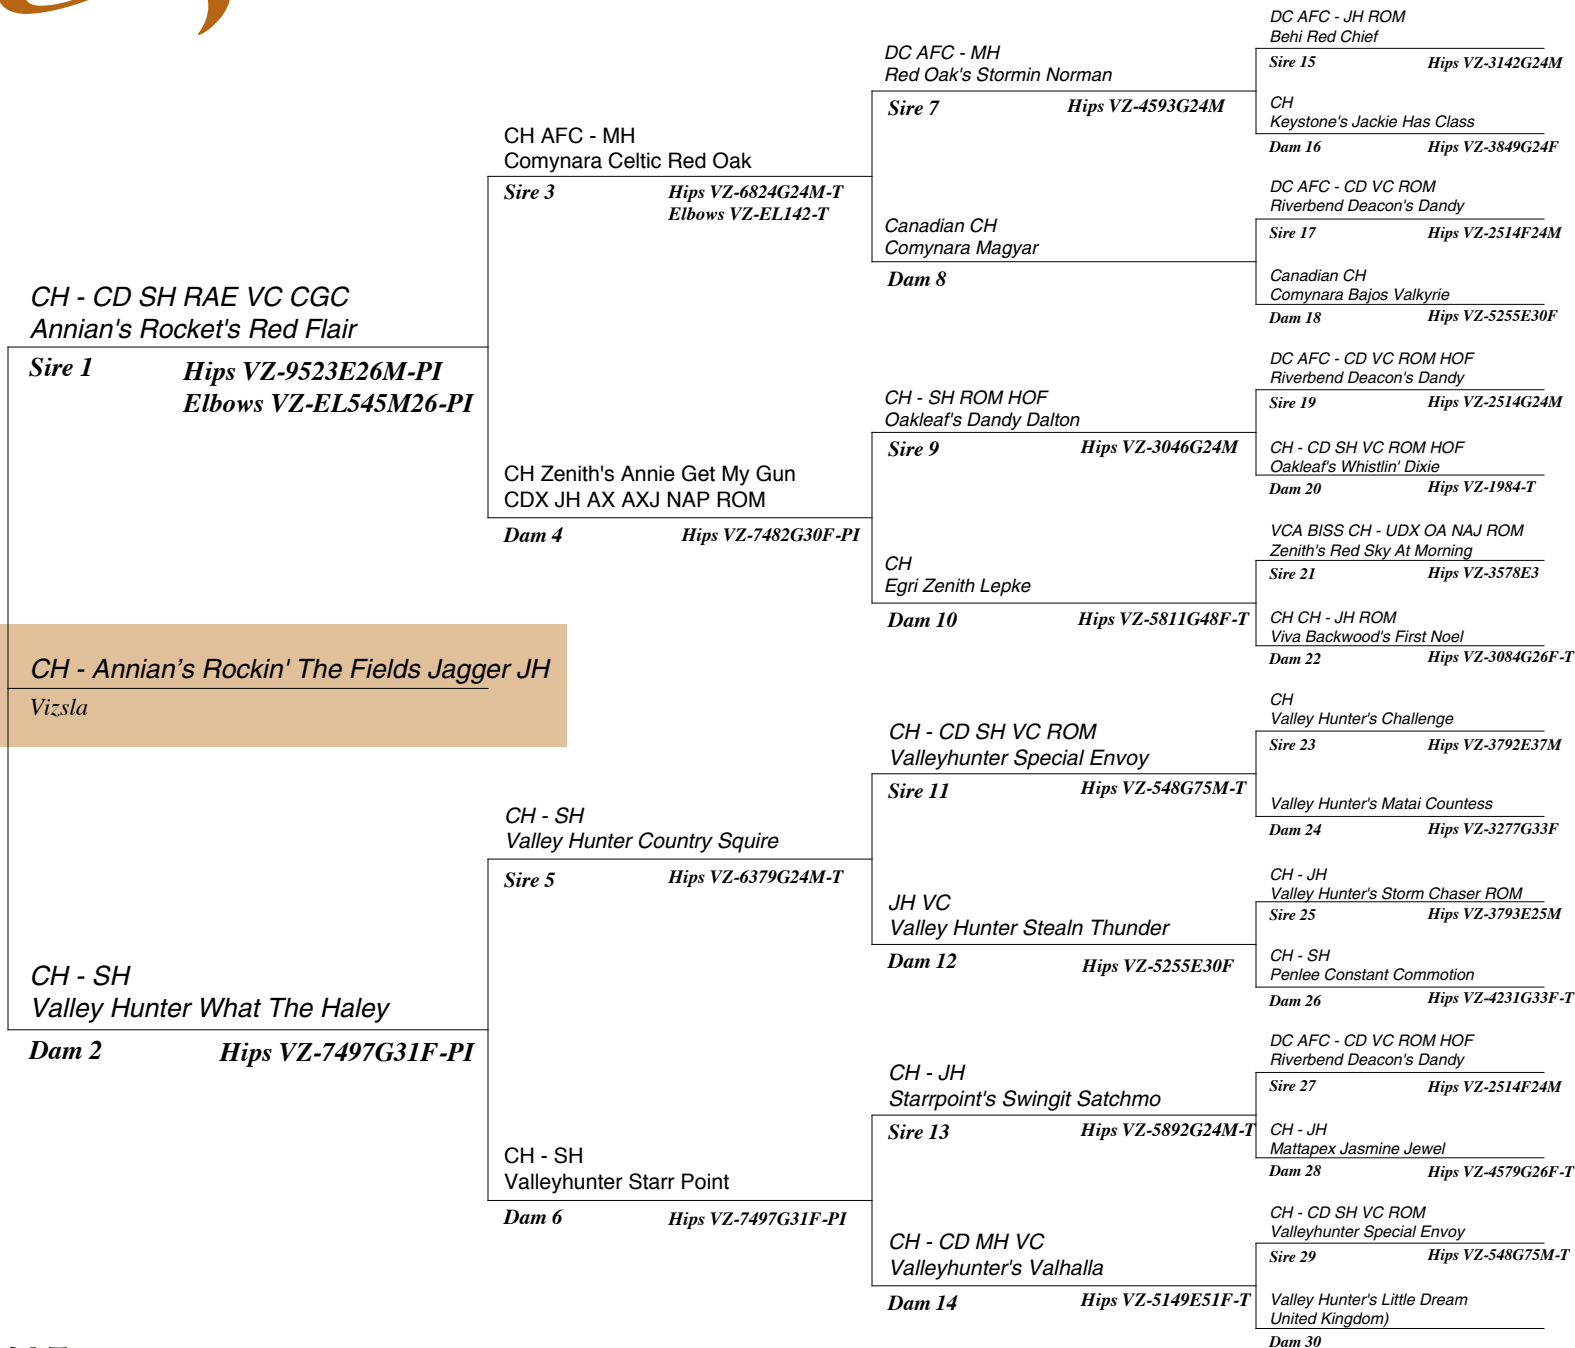 CH - CD SH RAE VC CGC
Annian's Rocket's Red Flair
Sire 1
Hips VZ-9523E26M-PI
Elbows VZ-EL545M26-PI
CH - Annian’s Rockin' The Fields Jagger JH
Vizsla
CH - SH
Valley Hunter What The Haley
Dam 2
Hips VZ-7497G31F-PI
CH AFC - MH
Comynara Celtic Red Oak
Sire 3
Hips VZ-6824G24M-T
Elbows VZ-EL142-T
CH Zenith's Annie Get My Gun
CDX JH AX AXJ NAP ROM
Dam 4
Hips VZ-7482G30F-PI
CH - SH
Valley Hunter Country Squire
Sire 5
Hips VZ-6379G24M-T
CH - SH
Valleyhunter Starr Point
Dam 6
Hips VZ-7497G31F-PI
DC AFC - MH
Red Oak's Stormin Norman
Sire 7
Hips VZ-4593G24M
Canadian CH
Comynara Magyar
Dam 8
CH - SH ROM HOF
Oakleaf's Dandy Dalton
Sire 9
Hips VZ-3046G24M
CH
Egri Zenith Lepke
Dam 10
Hips VZ-5811G48F-T
CH - CD SH VC ROM
Valleyhunter Special Envoy
Sire 11
Hips VZ-548G75M-T
JH VC
Valley Hunter Stealn Thunder
Dam 12
Hips VZ-5255E30F
CH - JH
Starrpoint's Swingit Satchmo
Sire 13
Hips VZ-5892G24M-T
CH - CD MH VC
Valleyhunter's Valhalla
Dam 14
Hips VZ-5149E51F-T
DC AFC - JH ROM
Behi Red Chief
Sire 15
Hips VZ-3142G24M
CH
Keystone's Jackie Has Class
Dam 16
Hips VZ-3849G24F
DC AFC - CD VC ROM
Riverbend Deacon's Dandy
Sire 17
Hips VZ-2514F24M
Canadian CH
Comynara Bajos Valkyrie
Dam 18
Hips VZ-5255E30F
DC AFC - CD VC ROM HOF
Riverbend Deacon's Dandy
Sire 19
Hips VZ-2514G24M
CH - CD SH VC ROM HOF
Oakleaf's Whistlin' Dixie
Dam 20
Hips VZ-1984-T
VCA BISS CH - UDX OA NAJ ROM
Zenith's Red Sky At Morning
Sire 21
Hips VZ-3578E3
CH CH - JH ROM
Viva Backwood's First Noel
Dam 22
Hips VZ-3084G26F-T
CH
Valley Hunter's Challenge
Sire 23
Hips VZ-3792E37M
Valley Hunter's Matai Countess
Dam 24
Hips VZ-3277G33F
CH - JH
Valley Hunter's Storm Chaser ROM
Sire 25
Hips VZ-3793E25M
CH - SH
Penlee Constant Commotion
Dam 26
Hips VZ-4231G33F-T
DC AFC - CD VC ROM HOF
Riverbend Deacon's Dandy
Sire 27
Hips VZ-2514F24M
CH - JH
Mattapex Jasmine Jewel
Dam 28
Hips VZ-4579G26F-T
CH - CD SH VC ROM
Valleyhunter Special Envoy
Sire 29
Hips VZ-548G75M-T
Valley Hunter's Little Dream
United Kingdom)
Dam 30